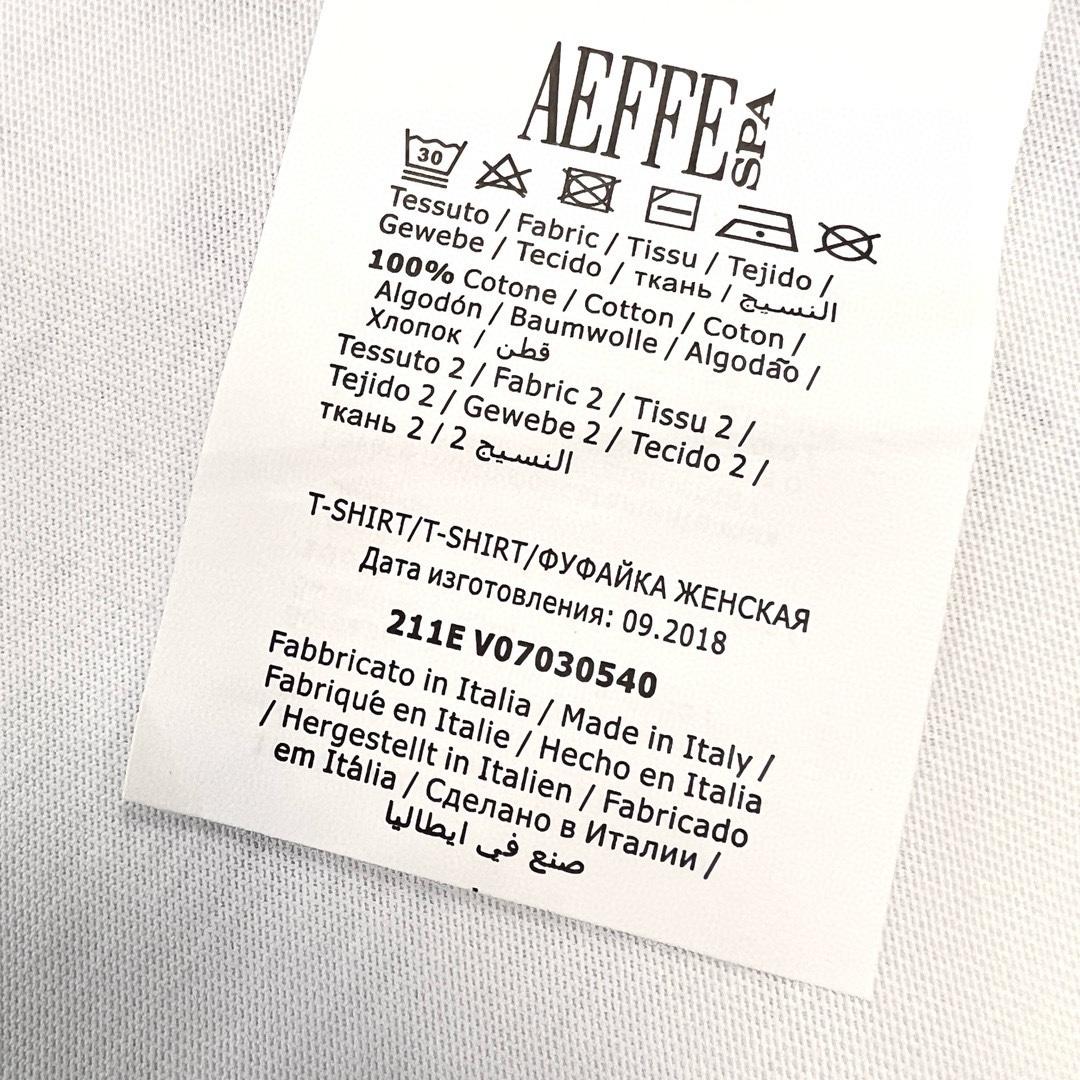 AEFFE SPA
30
Tessuto / Fabric / Tissu / Tejido /
Gewebe / Tecido / ткань / النسيج
100% Cotone / Cotton / Coton /
Algodón / Baumwolle / Algodão /
Хлопок / قطن
Tessuto 2 / Fabric 2 / Tissu 2 /
Tejido 2 / Gewebe 2 / Tecido 2 /
ткань 2 / 2 النسيج
T-SHIRT/T-SHIRT/ФУФАЙКА ЖЕНСКАЯ
Дата изготовления: 09.2018
211E V07030540
Fabbricato in Italia / Made in Italy /
Fabriqué en Italie / Hecho en Italia
/ Hergestellt in Italien / Fabricado
em Itália / Сделано в Италии /
صنع في ايطاليا